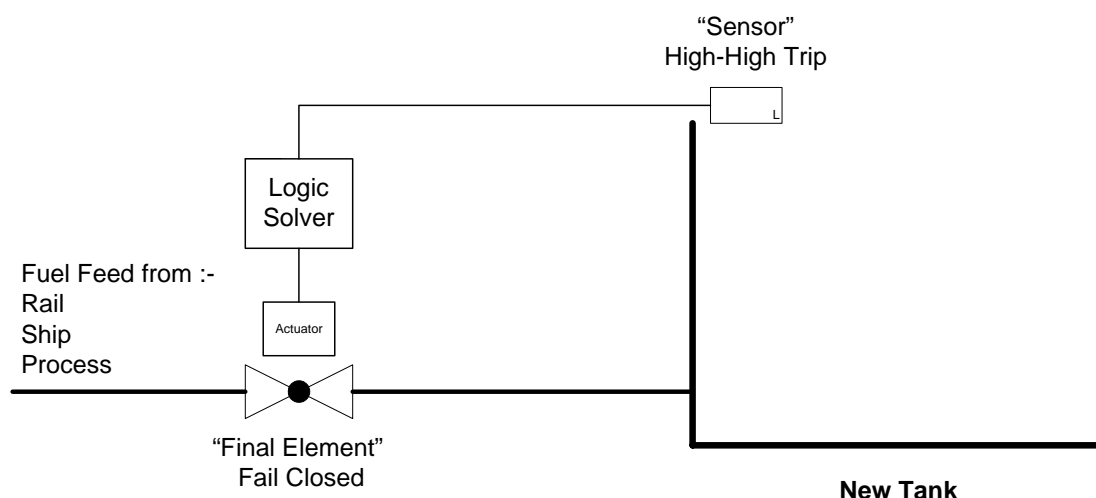 “Sensor”
High-High Trip
L
Logic
Solver
Fuel Feed from :-
Rail
Ship
Process
Actuator
“Final Element”
Fail Closed
New Tank